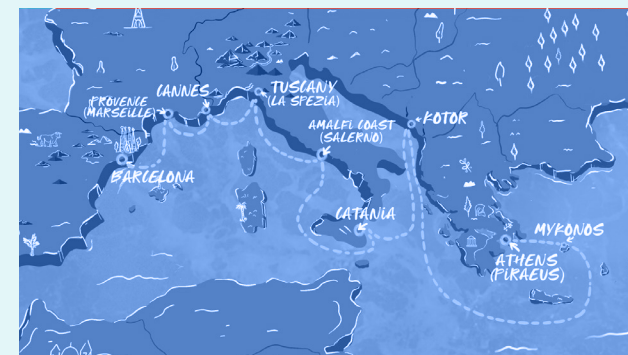 CANNES
TUSCANY
(LA SPEZIA)
PROVENCE
(MARSEILLE)
KOTOR
AMALFI COAST
(SALERNO)
BARCELONA
CATANIA
MYKONOS
ATHENS
(PIRAEUS)